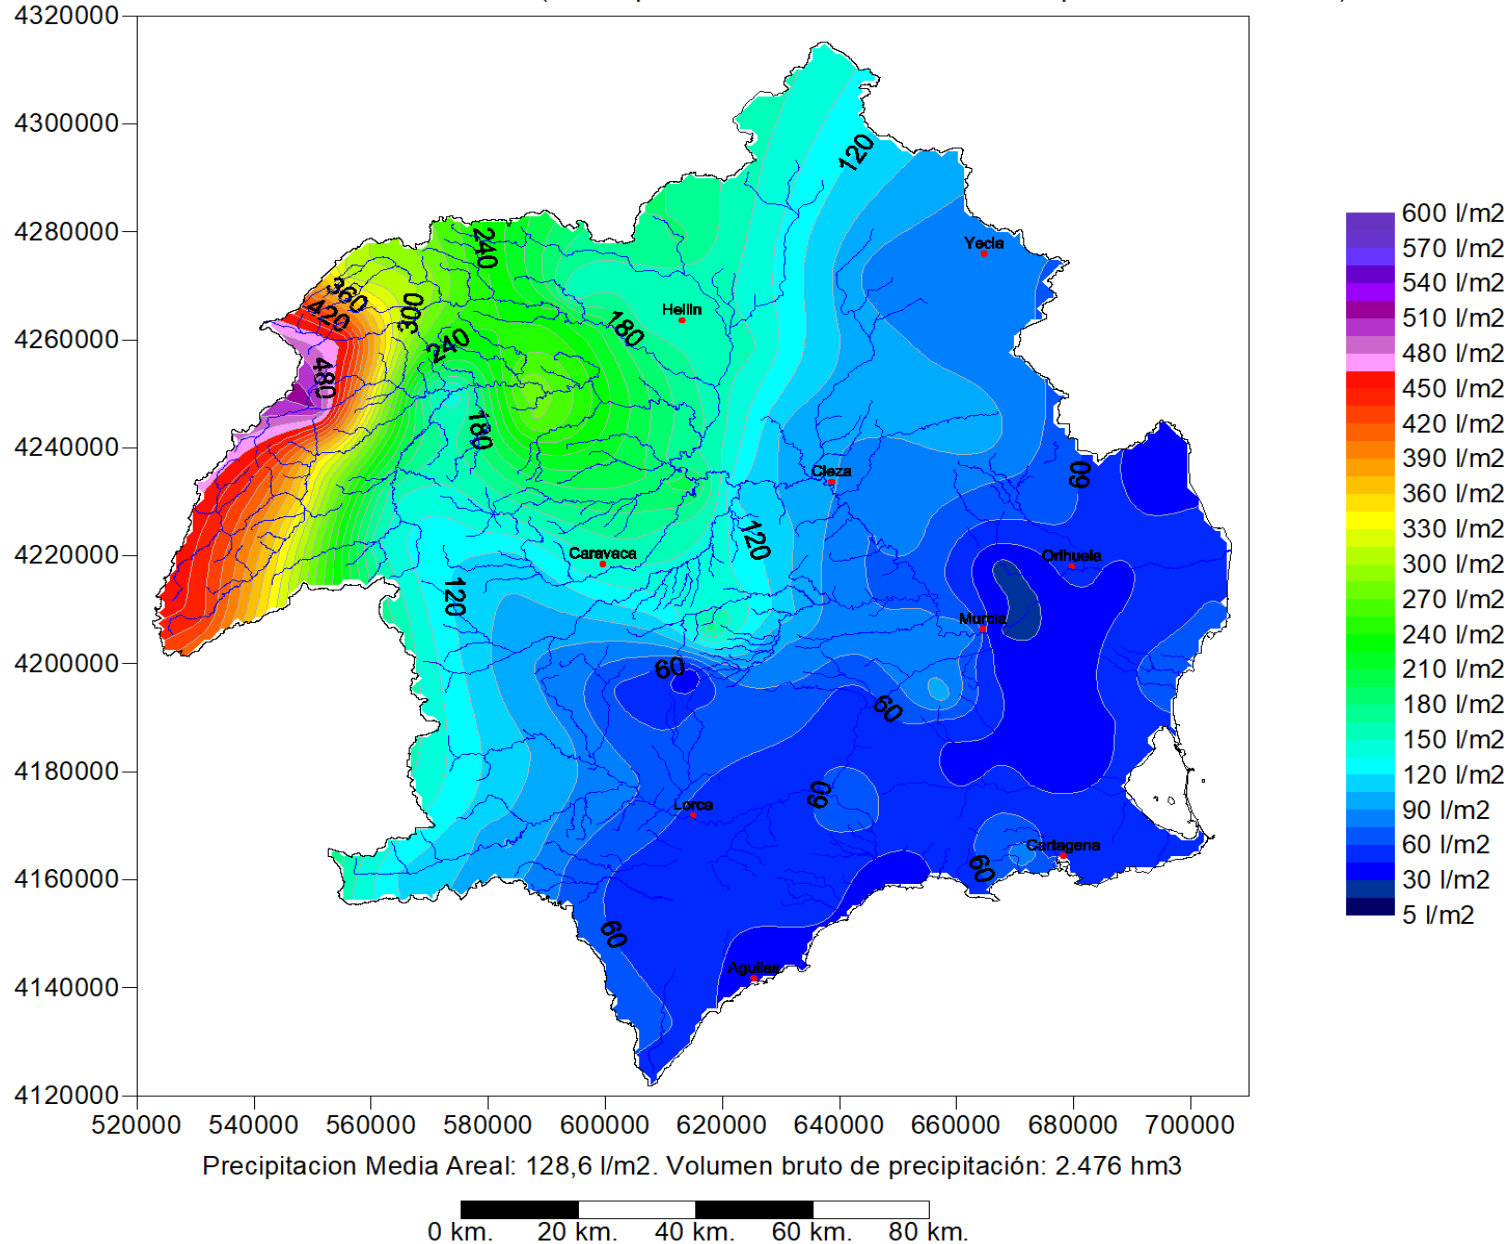 4320000
4300000
4280000
4260000
4240000
4220000
4200000
4180000
4160000
4140000
4120000
520000 540000 560000 580000 600000 620000 640000 660000 680000 700000
120
240
Yecla
360
420
300
Hellin
180
240
480
180
Cieza
60
120
Caravaca
Orihuela
120
Murcia
60
60
60
Lorca
Cartagena
60
60
Aguilas
600 l/m2
570 l/m2
540 l/m2
510 l/m2
480 l/m2
450 l/m2
420 l/m2
390 l/m2
360 l/m2
330 l/m2
300 l/m2
270 l/m2
240 l/m2
210 l/m2
180 l/m2
150 l/m2
120 l/m2
90 l/m2
60 l/m2
30 l/m2
5 l/m2
Precipitacion Media Areal: 128,6 l/m2. Volumen bruto de precipitación: 2.476 hm3
0 km. 20 km. 40 km. 60 km. 80 km.